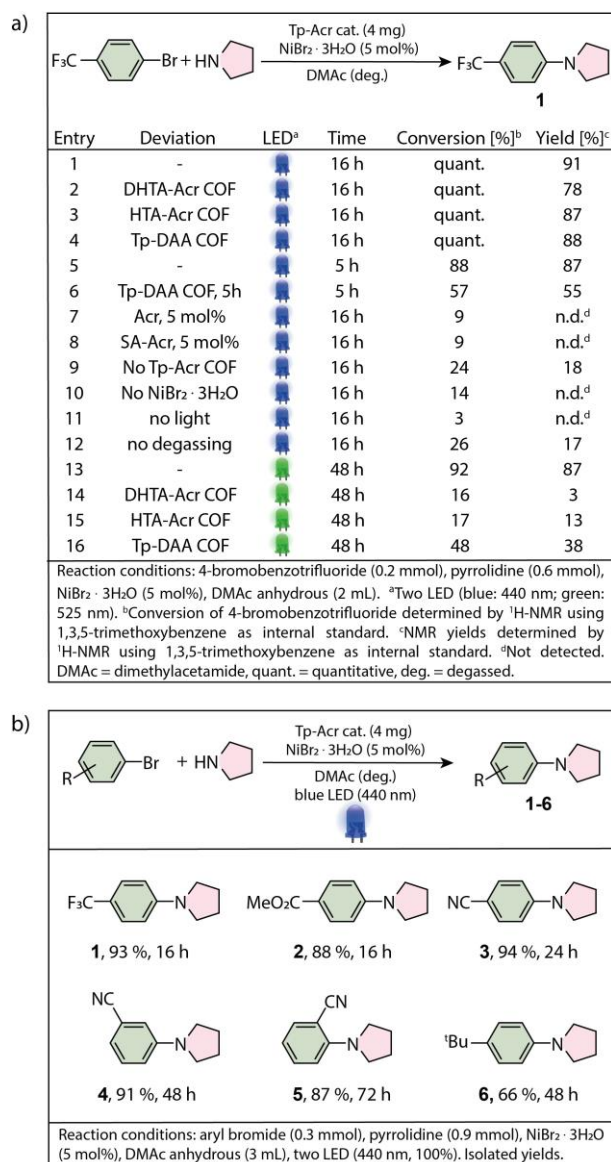 a)
Tp-Acr cat. (4 mg)
NiBr₂ · 3H₂O (5 mol%)
F₃C Br + HN DMAc (deg.) F₃C N
1
Entry Deviation LEDᵃ Time Conversion [%]ᵇ Yield [%]ᶜ
1 - 16 h quant. 91
2 DHTA-Acr COF 16 h quant. 78
3 HTA-Acr COF 16 h quant. 87
4 Tp-DAA COF 16 h quant. 88
5 - 5 h 88 87
6 Tp-DAA COF, 5h 5 h 57 55
7 Acr, 5 mol% 16 h 9 n.d.ᵈ
8 SA-Acr, 5 mol% 16 h 9 n.d.ᵈ
9 No Tp-Acr COF 16 h 24 18
10 No NiBr₂ · 3H₂O 16 h 14 n.d.ᵈ
11 no light 16 h 3 n.d.ᵈ
12 no degassing 16 h 26 17
13 - 48 h 92 87
14 DHTA-Acr COF 48 h 16 3
15 HTA-Acr COF 48 h 17 13
16 Tp-DAA COF 48 h 48 38
Reaction conditions: 4-bromobenzotrifluoride (0.2 mmol), pyrrolidine (0.6 mmol),
NiBr₂ · 3H₂O (5 mol%), DMAc anhydrous (2 mL). ᵃTwo LED (blue: 440 nm; green:
525 nm). ᵇConversion of 4-bromobenzotrifluoride determined by ¹H-NMR using
1,3,5-trimethoxybenzene as internal standard. ᶜNMR yields determined by
¹H-NMR using 1,3,5-trimethoxybenzene as internal standard. ᵈNot detected.
DMAc = dimethylacetamide, quant. = quantitative, deg. = degassed.
b)
Tp-Acr cat. (4 mg)
NiBr₂ · 3H₂O (5 mol%)
R Br + HN DMAc (deg.) R N
blue LED (440 nm) 1-6
F₃C N MeO₂C N NC N
1, 93 %, 16 h 2, 88 %, 16 h 3, 94 %, 24 h
NC N CN N ᵗBu N
4, 91 %, 48 h 5, 87 %, 72 h 6, 66 %, 48 h
Reaction conditions: aryl bromide (0.3 mmol), pyrrolidine (0.9 mmol), NiBr₂ · 3H₂O
(5 mol%), DMAc anhydrous (3 mL), two LED (440 nm, 100%). Isolated yields.